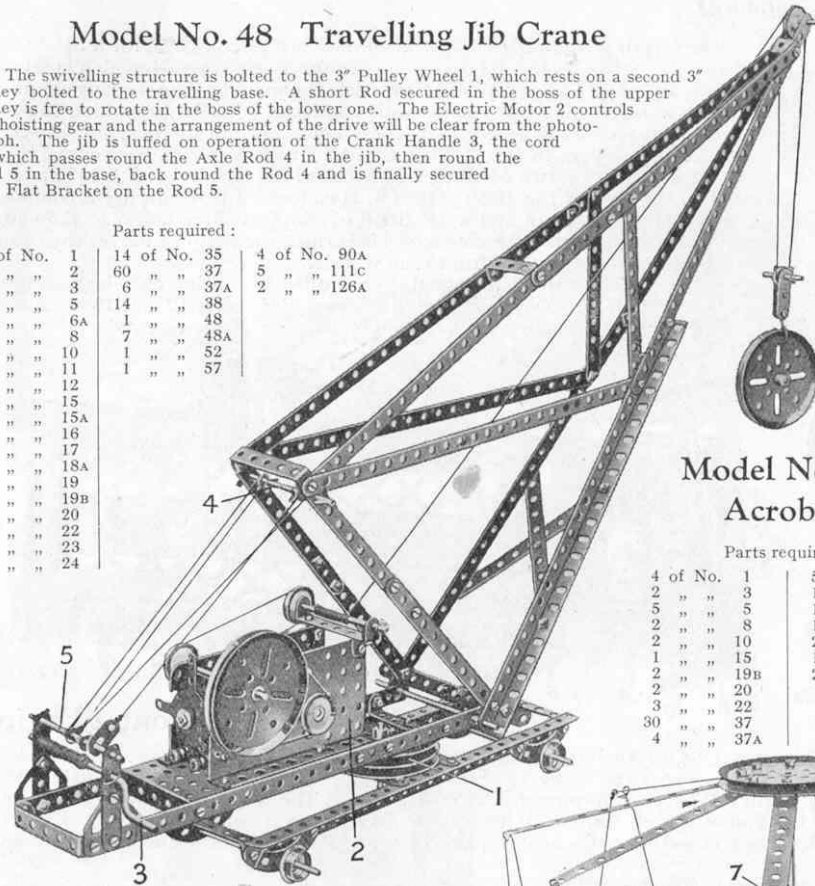 Model No. 48 Travelling Jib Crane
The swivelling structure is bolted to the 3″ Pulley Wheel 1, which rests on a second 3″
ley bolted to the travelling base. A short Rod secured in the boss of the upper
ley is free to rotate in the boss of the lower one. The Electric Motor 2 controls
hoisting gear and the arrangement of the drive will be clear from the photo-
ph. The jib is luffed on operation of the Crank Handle 3, the cord
which passes round the Axle Rod 4 in the jib, then round the
l 5 in the base, back round the Rod 4 and is finally secured
Flat Bracket on the Rod 5.
Parts required :
of No. 1
„ „ 2
„ „ 3
„ „ 5
„ „ 6A
„ „ 8
„ „ 10
„ „ 11
„ „ 12
„ „ 15
„ „ 15A
„ „ 16
„ „ 17
„ „ 18A
„ „ 19
„ „ 19B
„ „ 20
„ „ 22
„ „ 23
„ „ 24
14 of No. 35
60 „ „ 37
6 „ „ 37A
14 „ „ 38
1 „ „ 48
7 „ „ 48A
1 „ „ 52
1 „ „ 57
4 of No. 90A
5 „ „ 111C
2 „ „ 126A
4
5
1
2
3
Model N
Acrob
Parts requi
4 of No. 1
2 „ „ 3
5 „ „ 5
2 „ „ 8
2 „ „ 10
1 „ „ 15
2 „ „ 19B
2 „ „ 20
3 „ „ 22
30 „ „ 37
4 „ „ 37A
7